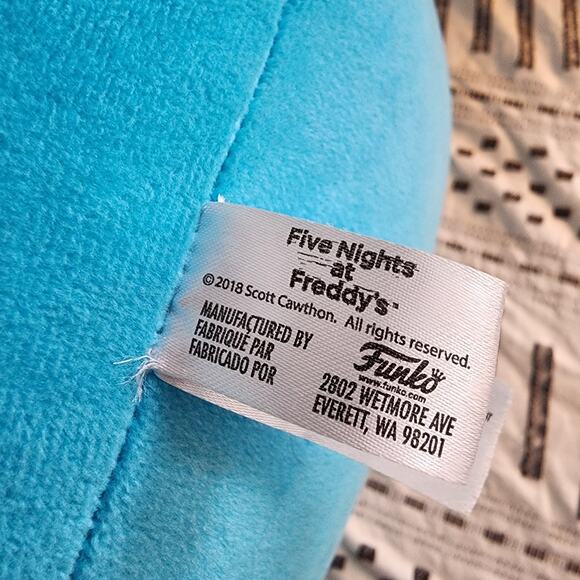 Five Nights
at
Freddy's™
©2018 Scott Cawthon. All rights reserved.
MANUFACTURED BY
FABRIQUÉ PAR
FABRICADO POR
Funko
www.funko.com
2802 WETMORE AVE
EVERETT, WA 98201